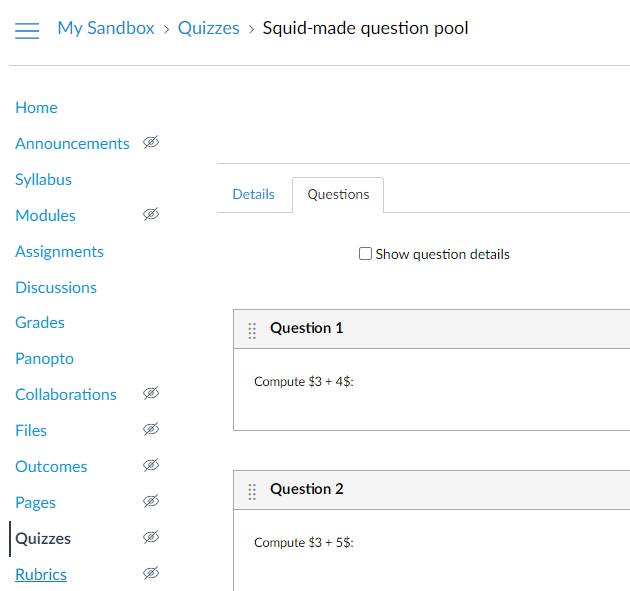 My Sandbox > Quizzes > Squid-made question pool
Home
Announcements
Syllabus
Modules
Assignments
Discussions
Grades
Panopto
Collaborations
Files
Outcomes
Pages
Quizzes
Rubrics
Details Questions
Show question details
Question 1
Compute $3 + 4$:
Question 2
Compute $3 + 5$: